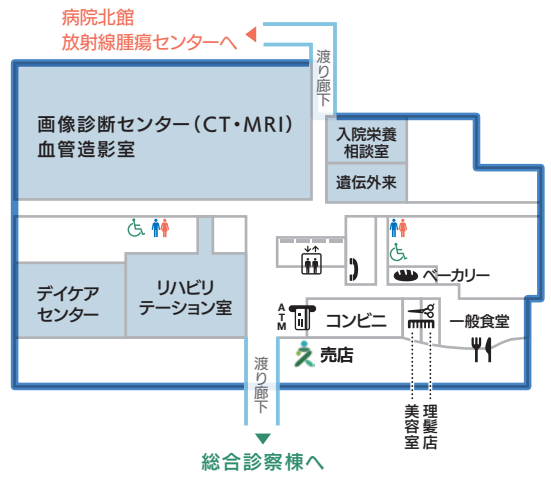 病院北館
放射線腫瘍センターへ
渡り廊下
画像診断センター（CT・MRI）
血管造影室
入院栄養
相談室
遺伝外来
デイケア
センター
リハビリ
テーション室
ベーカリー
ATM
コンビニ
一般食堂
売店
渡り廊下
美容室
理髪店
総合診察棟へ